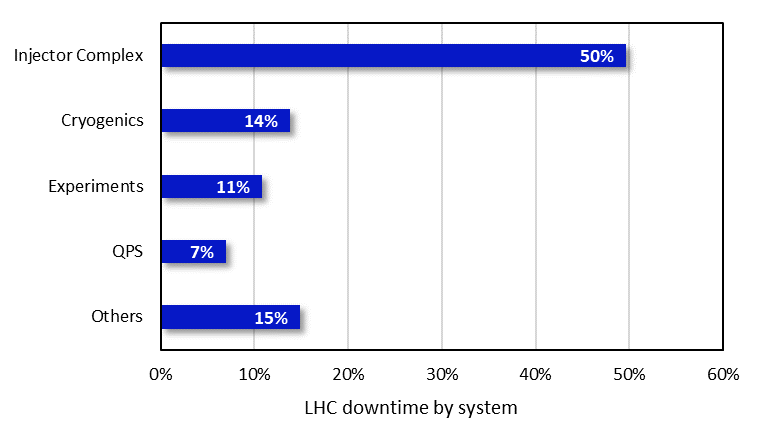 Injector Complex
50%
Cryogenics
14%
Experiments
11%
QPS
7%
Others
15%
0% 10% 20% 30% 40% 50% 60%
LHC downtime by system